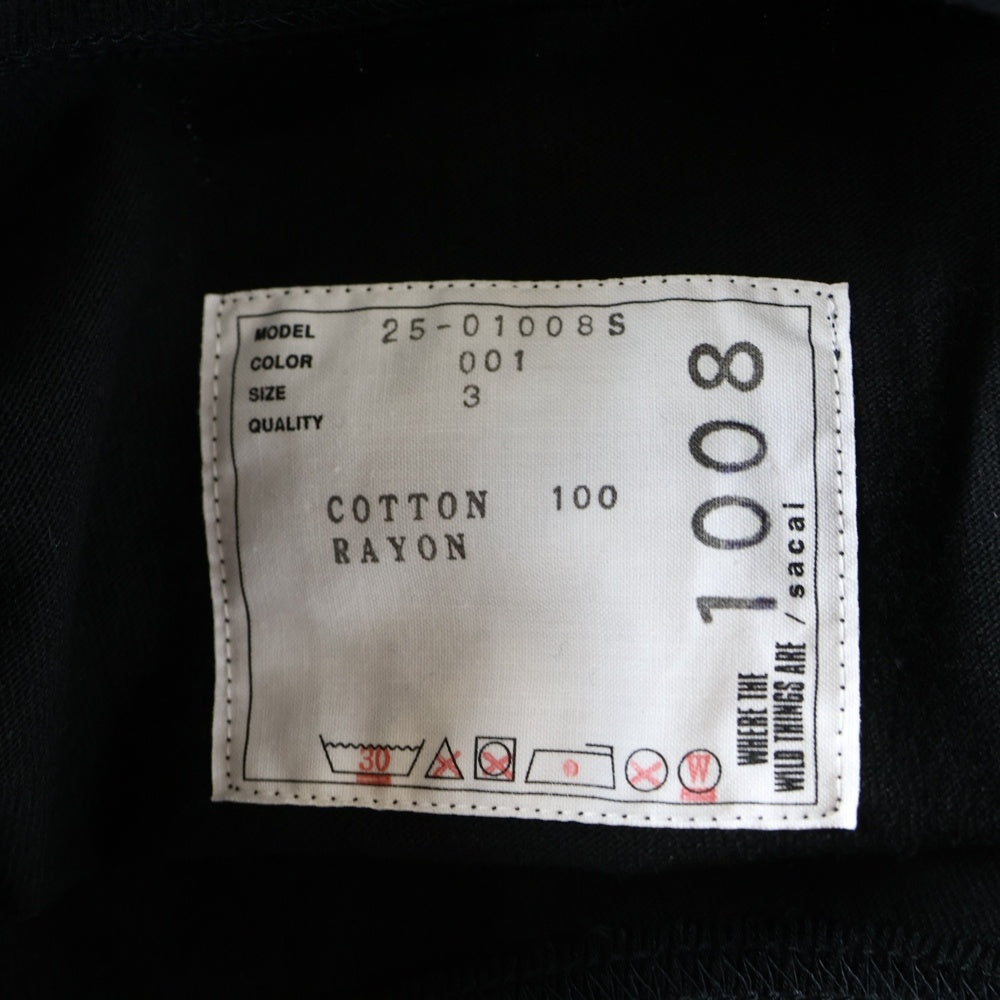 MODEL 25-01008S
COLOR 001
SIZE 3
QUALITY
COTTON 100
RAYON
30
W
1008
WHERE THE
WILD THINGS ARE / sacai